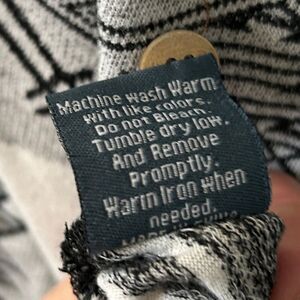 Machine wash Warm
With like colors.
Do not Bleach.
Tumble dry low.
And Remove
Promptly.
Warm Iron when
needed.